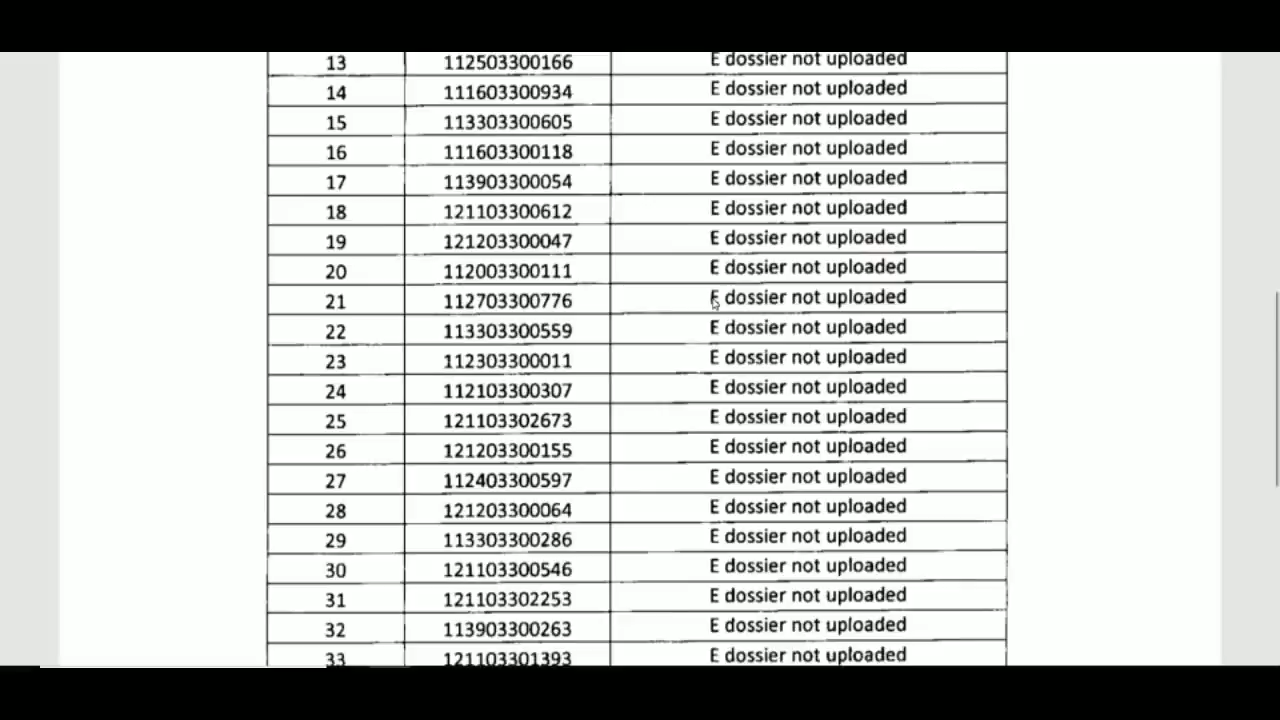 13 112503300166 E dossier not uploaded
14 111603300934 E dossier not uploaded
15 113303300605 E dossier not uploaded
16 111603300118 E dossier not uploaded
17 113903300054 E dossier not uploaded
18 121103300612 E dossier not uploaded
19 121203300047 E dossier not uploaded
20 112003300111 E dossier not uploaded
21 112703300776 E dossier not uploaded
22 113303300559 E dossier not uploaded
23 112303300011 E dossier not uploaded
24 112103300307 E dossier not uploaded
25 121103302673 E dossier not uploaded
26 121203300155 E dossier not uploaded
27 112403300597 E dossier not uploaded
28 121203300064 E dossier not uploaded
29 113303300286 E dossier not uploaded
30 121103300546 E dossier not uploaded
31 121103302253 E dossier not uploaded
32 113903300263 E dossier not uploaded
33 121103301393 E dossier not uploaded